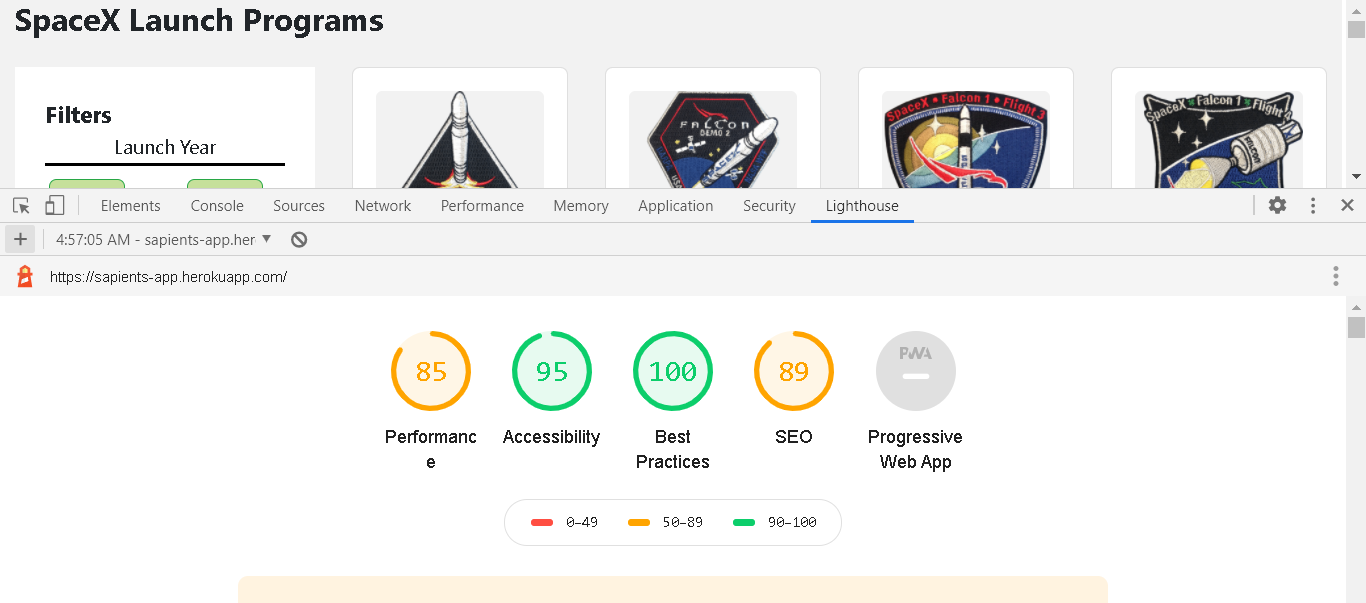 SpaceX Launch Programs
Filters
Launch Year
FALCON
DEMO 2
SPACEX
SpaceX • Falcon 1 • Flight 3
SpaceX Falcon 1 Flight 4
FALCON
Elements Console Sources Network Performance Memory Application Security Lighthouse
4:57:05 AM - sapients-app.her
https://sapients-app.herokuapp.com/
85 95 100 89 PWA
Performanc
e
Accessibility
Best
Practices
SEO
Progressive
Web App
0–49 50–89 90–100